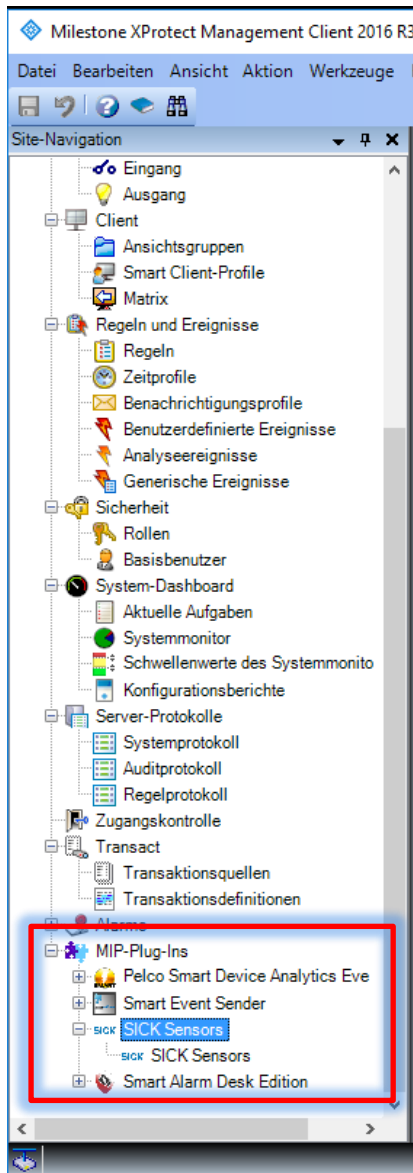 Milestone XProtect Management Client 2016 R3
Datei Bearbeiten Ansicht Aktion Werkzeuge
Site-Navigation
Eingang
Ausgang
Client
Ansichtsgruppen
Smart Client-Profile
Matrix
Regeln und Ereignisse
Regeln
Zeitprofile
Benachrichtigungsprofile
Benutzerdefinierte Ereignisse
Analyseereignisse
Generische Ereignisse
Sicherheit
Rollen
Basisbenutzer
System-Dashboard
Aktuelle Aufgaben
Systemmonitor
Schwellenwerte des Systemmonito
Konfigurationsberichte
Server-Protokolle
Systemprotokoll
Auditprotokoll
Regelprotokoll
Zugangskontrolle
Transact
Transaktionsquellen
Transaktionsdefinitionen
Alarme
MIP-Plug-Ins
Pelco Smart Device Analytics Eve
Smart Event Sender
SICK SICK Sensors
SICK SICK Sensors
Smart Alarm Desk Edition